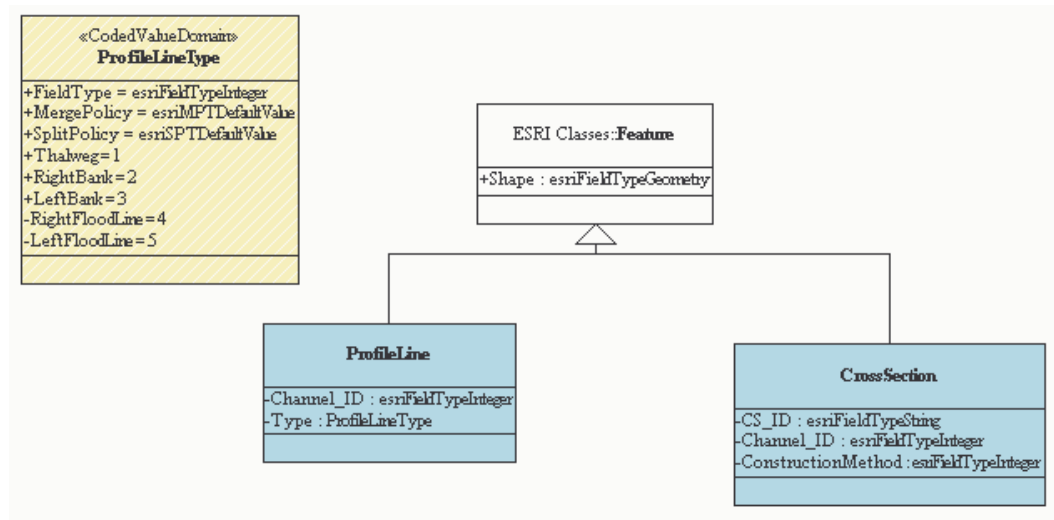 «CodedValueDomain»
ProfileLineType
+FieldType = esriFieldTypeInteger
+MergePolicy = esriMPTDefaultValue
+SplitPolicy = esriSPTDefaultValue
+Thalweg=1
+RightBank=2
+LeftBank=3
-RightFloodLine=4
-LeftFloodLine=5
ESRI Classes::Feature
+Shape : esriFieldTypeGeometry
ProfileLine
-Channel_ID : esriFieldTypeInteger
-Type : ProfileLineType
CrossSection
-CS_ID : esriFieldTypeString
-Channel_ID : esriFieldTypeInteger
-ConstructionMethod : esriFieldTypeInteger